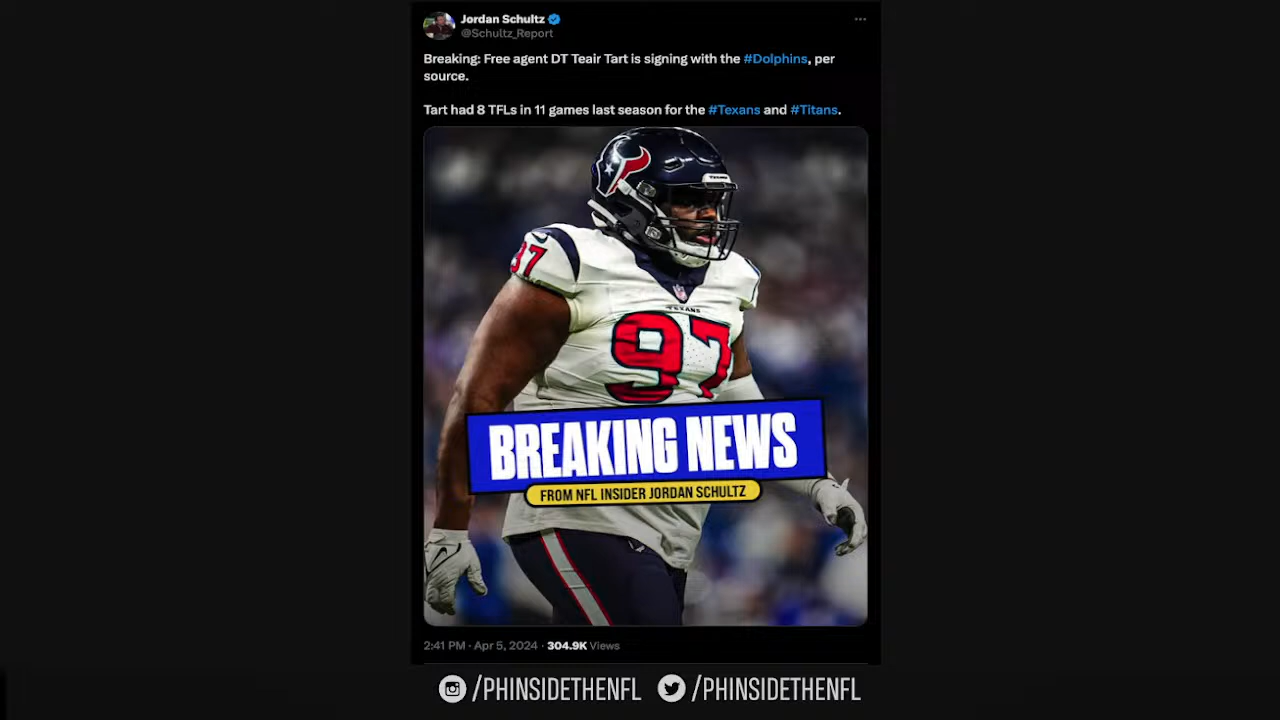 Jordan Schultz
@Schultz_Report
Breaking: Free agent DT Teair Tart is signing with the #Dolphins, per
source.
Tart had 8 TFLs in 11 games last season for the #Texans and #Titans.
TEXANS
97
TEXANS
97
BREAKING NEWS
FROM NFL INSIDER JORDAN SCHULTZ
2:41 PM · Apr 5, 2024 · 304.9K Views
/PHINSIDETHENFL /PHINSIDETHENFL